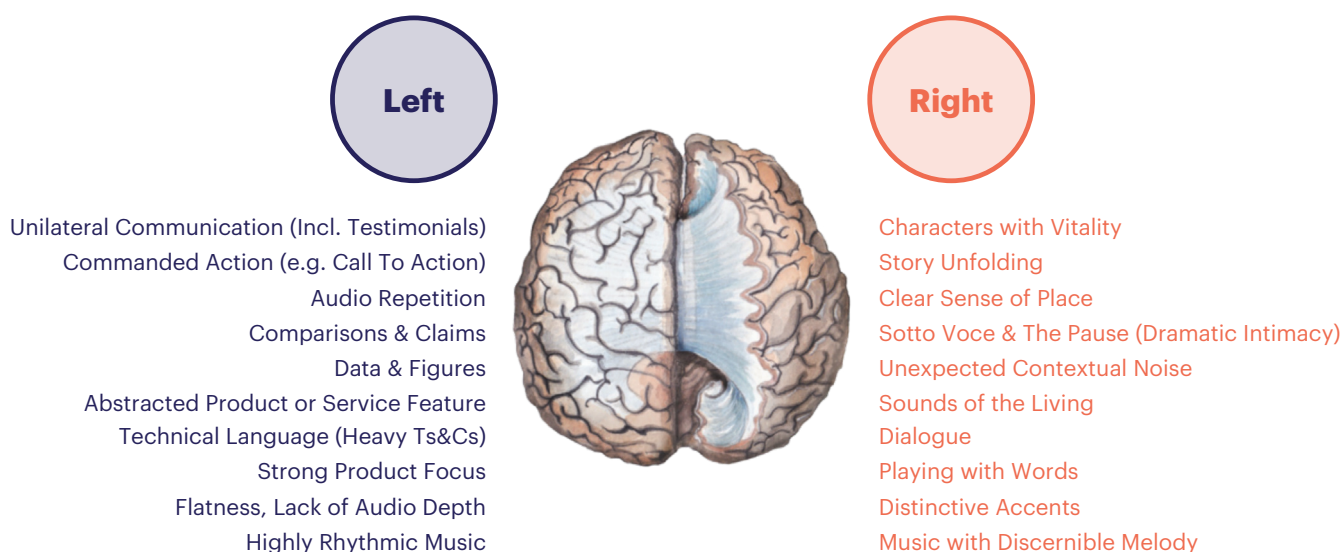 Left
Unilateral Communication (Incl. Testimonials)
Commanded Action (e.g. Call To Action)
Audio Repetition
Comparisons & Claims
Data & Figures
Abstracted Product or Service Feature
Technical Language (Heavy Ts&Cs)
Strong Product Focus
Flatness, Lack of Audio Depth
Highly Rhythmic Music
Right
Characters with Vitality
Story Unfolding
Clear Sense of Place
Sotto Voce & The Pause (Dramatic Intimacy)
Unexpected Contextual Noise
Sounds of the Living
Dialogue
Playing with Words
Distinctive Accents
Music with Discernible Melody